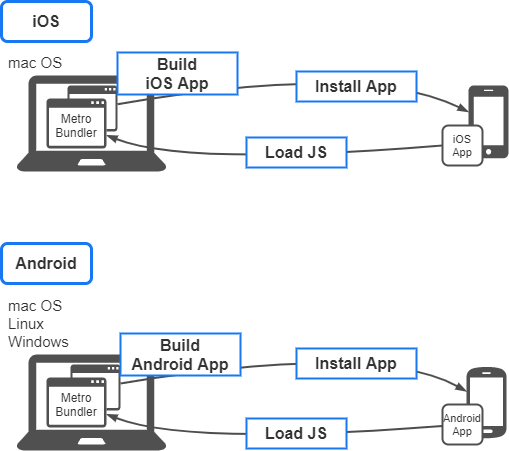 iOS
mac OS
Build
iOS App
Install App
Metro
Bundler
iOS
App
Load JS
Android
mac OS
Linux
Windows
Build
Android App
Install App
Metro
Bundler
Android
App
Load JS